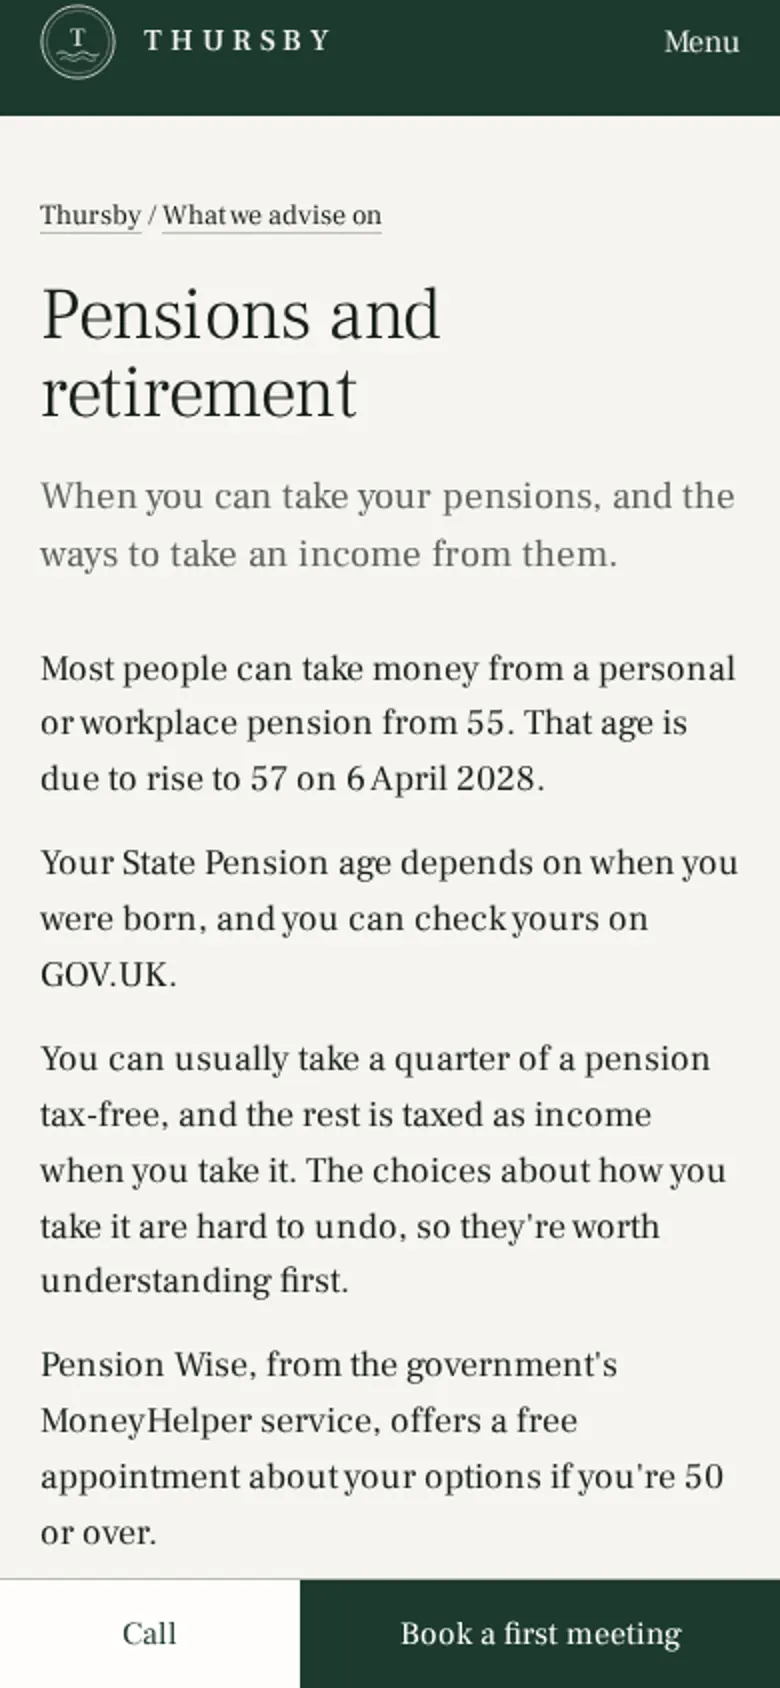 T
THURSBY
Menu
Thursby / What we advise on
Pensions and
retirement
When you can take your pensions, and the
ways to take an income from them.
Most people can take money from a personal
or workplace pension from 55. That age is
due to rise to 57 on 6 April 2028.
Your State Pension age depends on when you
were born, and you can check yours on
GOV.UK.
You can usually take a quarter of a pension
tax-free, and the rest is taxed as income
when you take it. The choices about how you
take it are hard to undo, so they're worth
understanding first.
Pension Wise, from the government's
MoneyHelper service, offers a free
appointment about your options if you're 50
or over.
Call
Book a first meeting